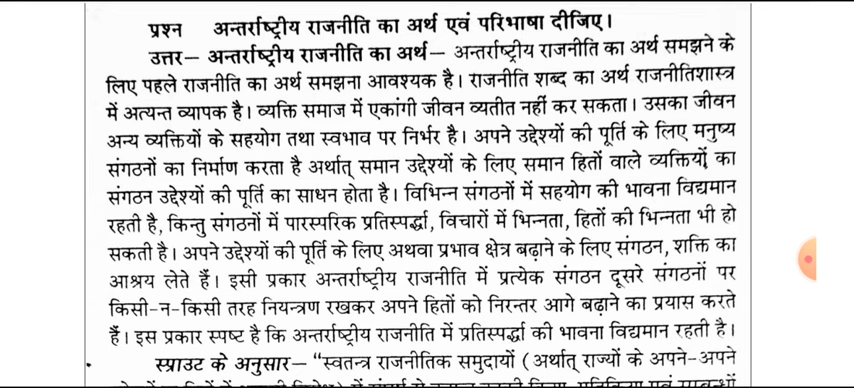 प्रश्न अन्तर्राष्ट्रीय राजनीति का अर्थ एवं परिभाषा दीजिए।
उत्तर— अन्तर्राष्ट्रीय राजनीति का अर्थ— अन्तर्राष्ट्रीय राजनीति का अर्थ समझने के
लिए पहले राजनीति का अर्थ समझना आवश्यक है। राजनीति शब्द का अर्थ राजनीतिशास्त्र
में अत्यन्त व्यापक है। व्यक्ति समाज में एकांगी जीवन व्यतीत नहीं कर सकता। उसका जीवन
अन्य व्यक्तियों के सहयोग तथा स्वभाव पर निर्भर है। अपने उद्देश्यों की पूर्ति के लिए मनुष्य
संगठनों का निर्माण करता है अर्थात् समान उद्देश्यों के लिए समान हितों वाले व्यक्तियों का
संगठन उद्देश्यों की पूर्ति का साधन होता है। विभिन्न संगठनों में सहयोग की भावना विद्यमान
रहती है, किन्तु संगठनों में पारस्परिक प्रतिस्पर्द्धा, विचारों में भिन्नता, हितों की भिन्नता भी हो
सकती है। अपने उद्देश्यों की पूर्ति के लिए अथवा प्रभाव क्षेत्र बढ़ाने के लिए संगठन, शक्ति का
आश्रय लेते हैं। इसी प्रकार अन्तर्राष्ट्रीय राजनीति में प्रत्येक संगठन दूसरे संगठनों पर
किसी-न-किसी तरह नियन्त्रण रखकर अपने हितों को निरन्तर आगे बढ़ाने का प्रयास करते
हैं। इस प्रकार स्पष्ट है कि अन्तर्राष्ट्रीय राजनीति में प्रतिस्पर्द्धा की भावना विद्यमान रहती है।
स्प्राउट के अनुसार— “स्वतन्त्र राजनीतिक समुदायों (अर्थात् राज्यों के अपने-अपने